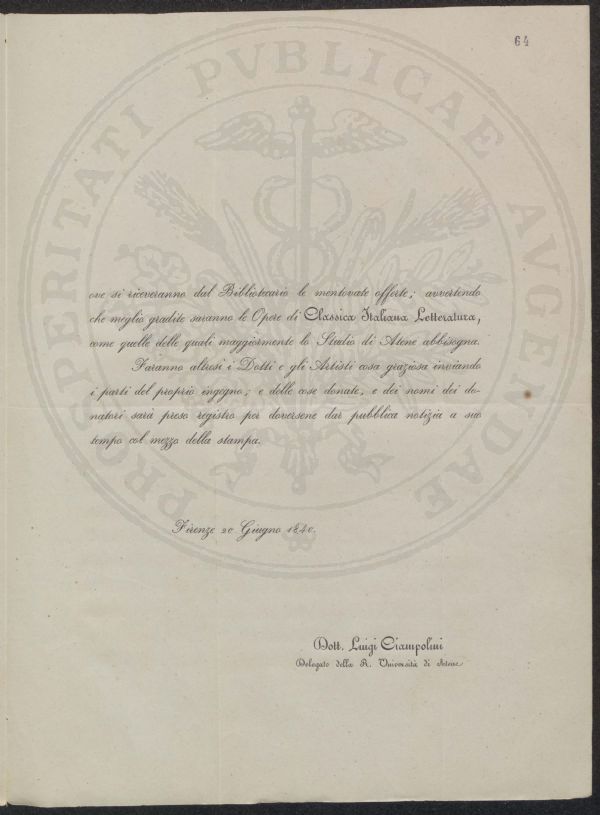 64
PROSPERITATI PVBLICAE AVGENDAE
ove si riceveranno dal Bibliotecario le mentovate offerte; avvertendo
che meglio gradite saranno le Opere di Classica Italiana Letteratura,
come quelle delle quali maggiormente lo Studio di Atene abbisogna.
Faranno altresì i Dotti e gli Artisti cosa graziosa inviando
i parti del proprio ingegno; e delle cose donate, e dei nomi dei do-
natori sarà preso registro per doversene dar pubblica notizia a suo
tempo col mezzo della stampa.
Firenze 20 Giugno 1840.
Dott. Luigi Ciampolini
Delegato della R. Università di Atene